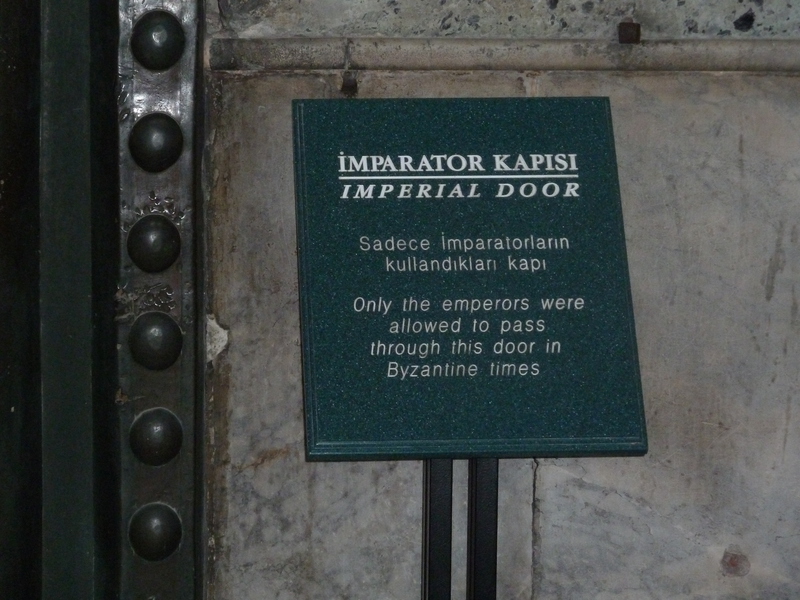 İMPARATOR KAPISI
IMPERIAL DOOR
Sadece İmparatorların
kullandıkları kapı
Only the emperors were
allowed to pass
through this door in
Byzantine times